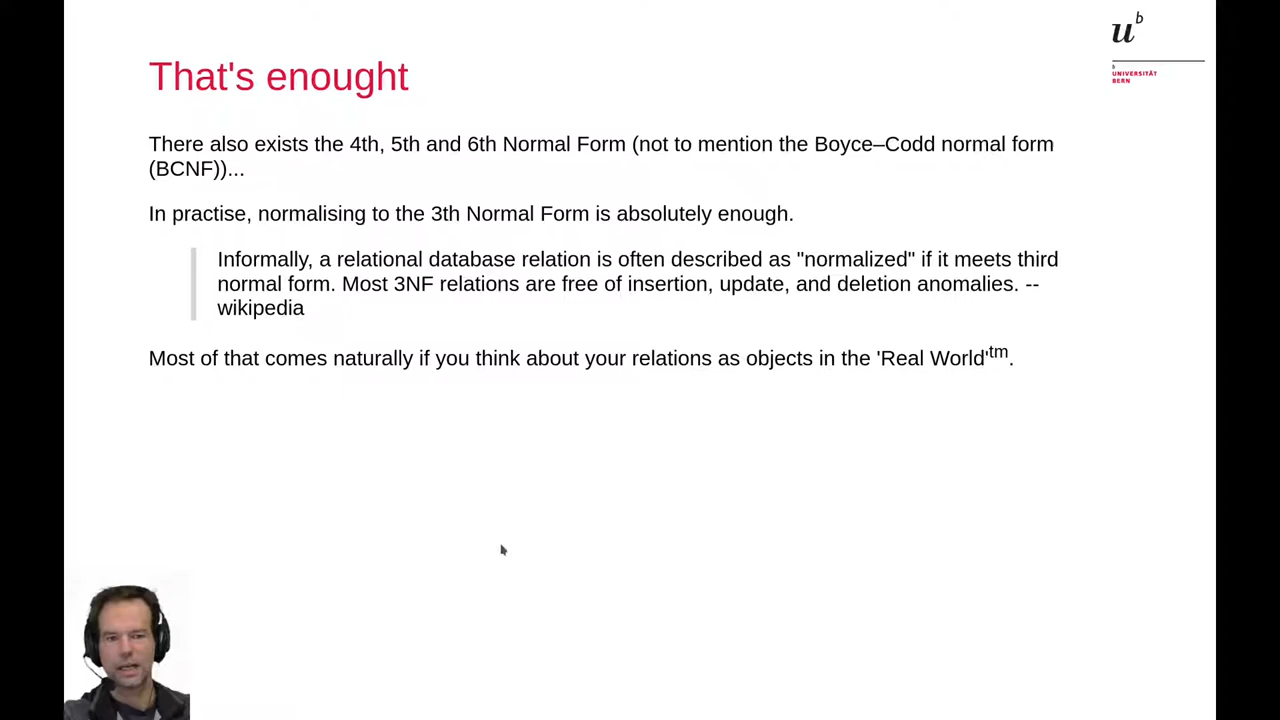 u b
b
UNIVERSITÄT
BERN
That's enought
There also exists the 4th, 5th and 6th Normal Form (not to mention the Boyce–Codd normal form
(BCNF))...
In practise, normalising to the 3th Normal Form is absolutely enough.
Informally, a relational database relation is often described as "normalized" if it meets third
normal form. Most 3NF relations are free of insertion, update, and deletion anomalies. --
wikipedia
Most of that comes naturally if you think about your relations as objects in the 'Real World'tm.